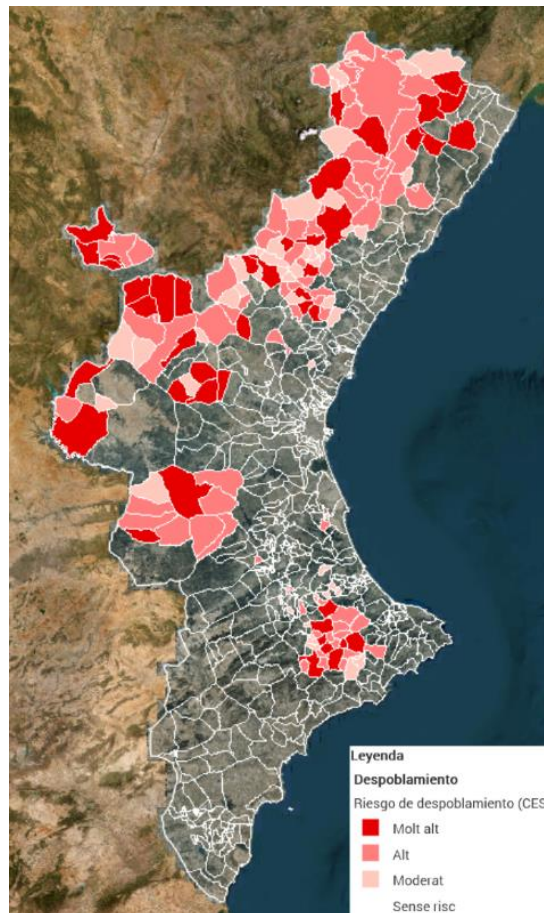 Leyenda
Despoblamiento
Riesgo de despoblamiento (CES
Molt alt
Alt
Moderat
Sense risc